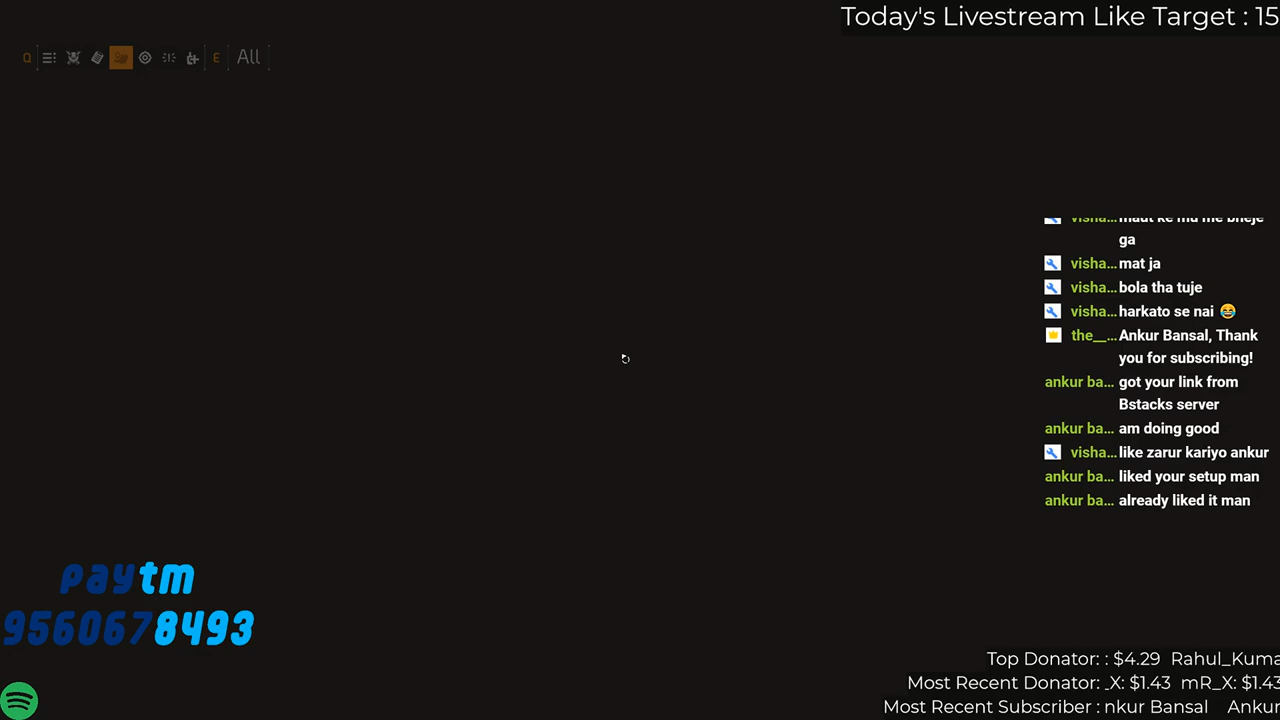 Today's Livestream Like Target : 15
Q E All
visha… maut ke mu me bheje
ga
visha… mat ja
visha… bola tha tuje
visha… harkato se nai 😂
the__… Ankur Bansal, Thank
you for subscribing!
ankur ba… got your link from
Bstacks server
ankur ba… am doing good
visha… like zarur kariyo ankur
ankur ba… liked your setup man
ankur ba… already liked it man
paytm
9560678493
Top Donator: : $4.29 Rahul_Kuma
Most Recent Donator: _X: $1.43 mR_X: $1.43
Most Recent Subscriber : nkur Bansal Ankur